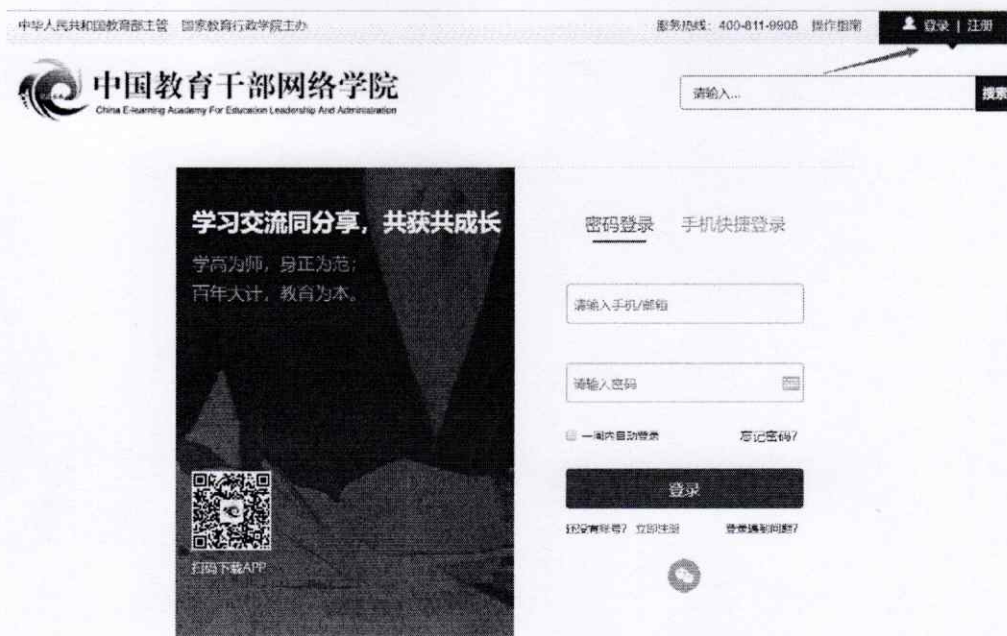 中华人民共和国教育部主管 国家教育行政学院主办
服务热线：400-811-9908 操作指南
登录 | 注册
中国教育干部网络学院
China E-learning Academy For Education Leadership And Administration
请输入...
搜索
学习交流同分享，共获共成长
学高为师，身正为范；
百年大计，教育为本。
扫码下载APP
密码登录 手机快捷登录
请输入手机/邮箱
请输入密码
一周内自动登录 忘记密码?
登录
还没有账号? 立即注册 登录遇到问题?